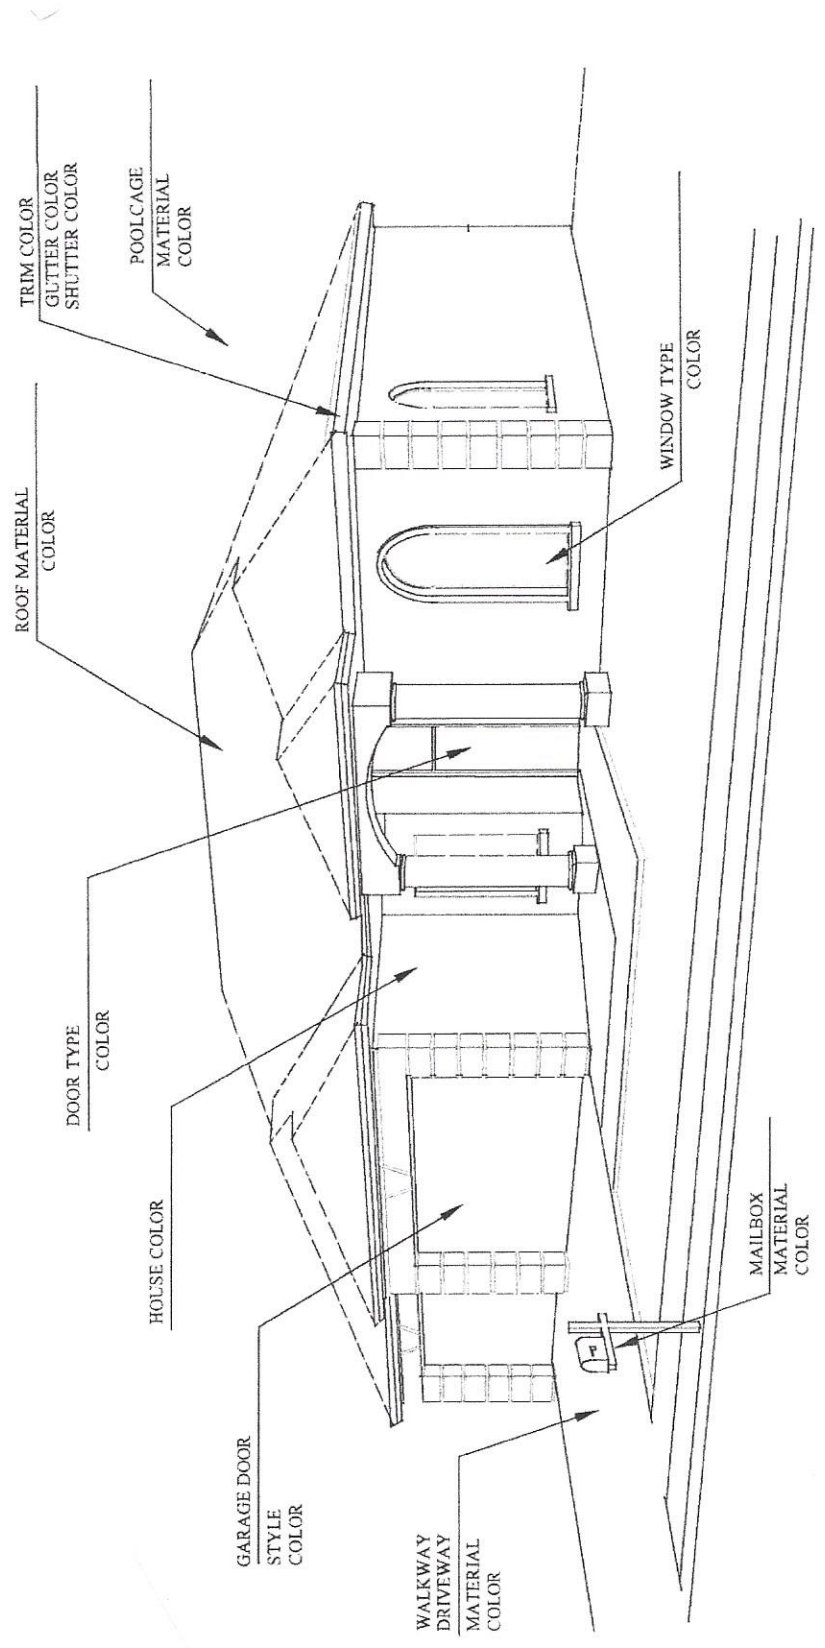 GARAGE DOOR
STYLE
COLOR
HOUSE COLOR
DOOR TYPE
COLOR
ROOF MATERIAL
COLOR
TRIM COLOR
GUTTER COLOR
SHUTTER COLOR
POOLCAGE
MATERIAL
COLOR
WALKWAY
DRIVEWAY
MATERIAL
COLOR
MAILBOX
MATERIAL
COLOR
WINDOW TYPE
COLOR